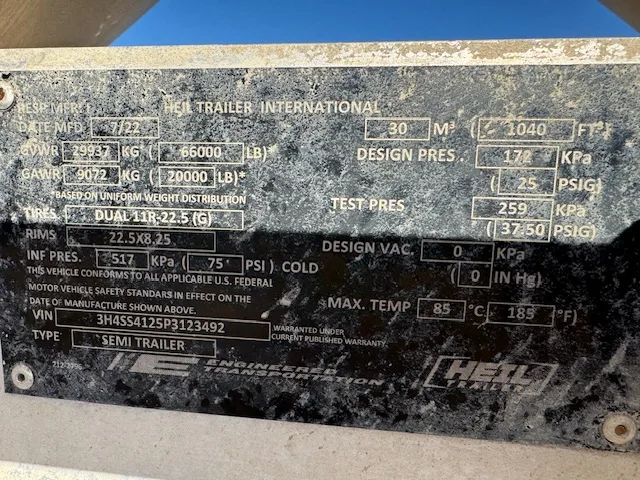 RESP MFR HEIL TRAILER INTERNATIONAL
DATE MFD 7/22 30 M³ ( 1040 FT³)
GVWR 29937 KG ( 66000 LB)* DESIGN PRES. 172 KPa
GAWR 9072 KG ( 20000 LB)* ( 25 PSIG)
BASED ON UNIFORM WEIGHT DISTRIBUTION TEST PRES 259 KPa
TIRES DUAL 11R-22.5 (G) ( 37.50 PSIG)
RIMS 22.5X8.25 DESIGN VAC. 0 KPa
INF PRES. 517 KPa ( 75 PSI) COLD ( 0 IN Hg)
THIS VEHICLE CONFORMS TO ALL APPLICABLE U.S. FEDERAL
MOTOR VEHICLE SAFETY STANDARDS IN EFFECT ON THE
DATE OF MANUFACTURE SHOWN ABOVE. MAX. TEMP 85 °C ( 185 °F)
VIN 3H4SS4125P3123492 *WARRANTED UNDER
TYPE SEMI TRAILER CURRENT PUBLISHED WARRANTY
ENGINEERED
TRANSPORTATION
HEIL
TRAILER